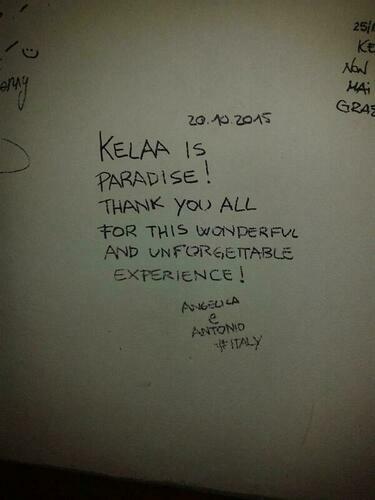 20.10.2015
KELAA IS
PARADISE!
THANK YOU ALL
FOR THIS WONDERFUL
AND UNFORGETTABLE
EXPERIENCE!
ANGELICA
e
ANTONIO
#ITALY
25/
KE
NON
MAI
GRAZ